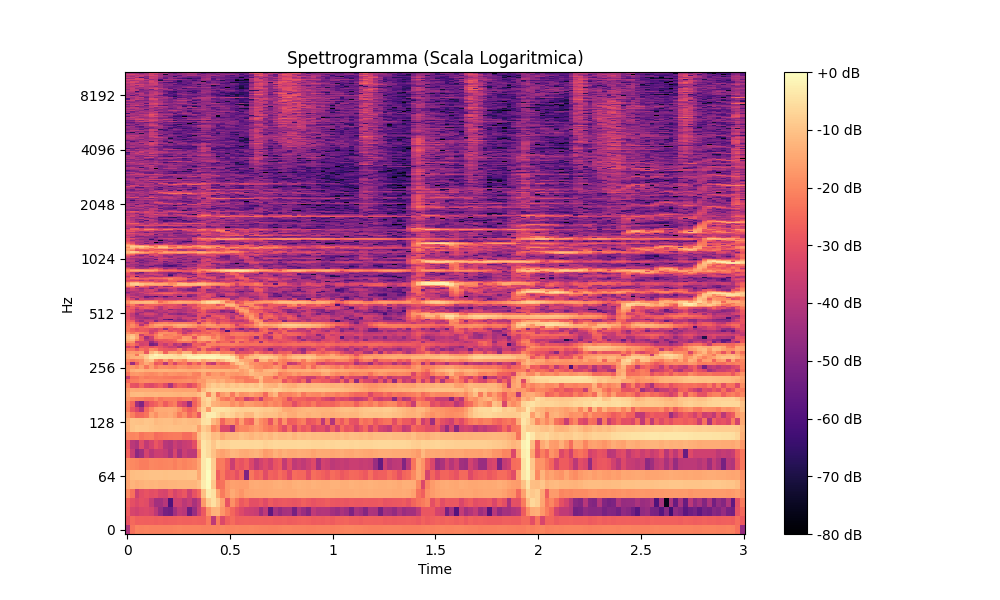 Spettrogramma (Scala Logaritmica)
8192
4096
2048
1024
512
256
128
64
0
Hz
0 0.5 1 1.5 2 2.5 3
Time
+0 dB
-10 dB
-20 dB
-30 dB
-40 dB
-50 dB
-60 dB
-70 dB
-80 dB